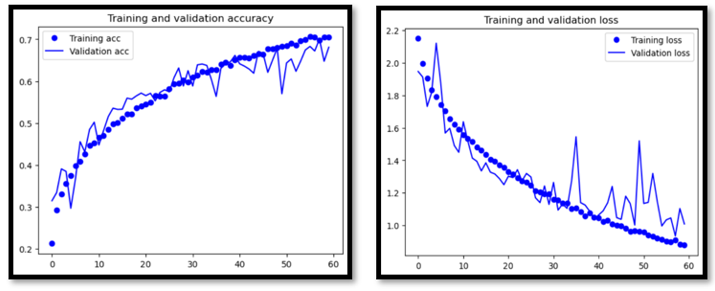 Training and validation accuracy
Training acc
Validation acc
0.7
0.6
0.5
0.4
0.3
0.2
0 10 20 30 40 50 60
Training and validation loss
Training loss
Validation loss
2.2
2.0
1.8
1.6
1.4
1.2
1.0
0 10 20 30 40 50 60